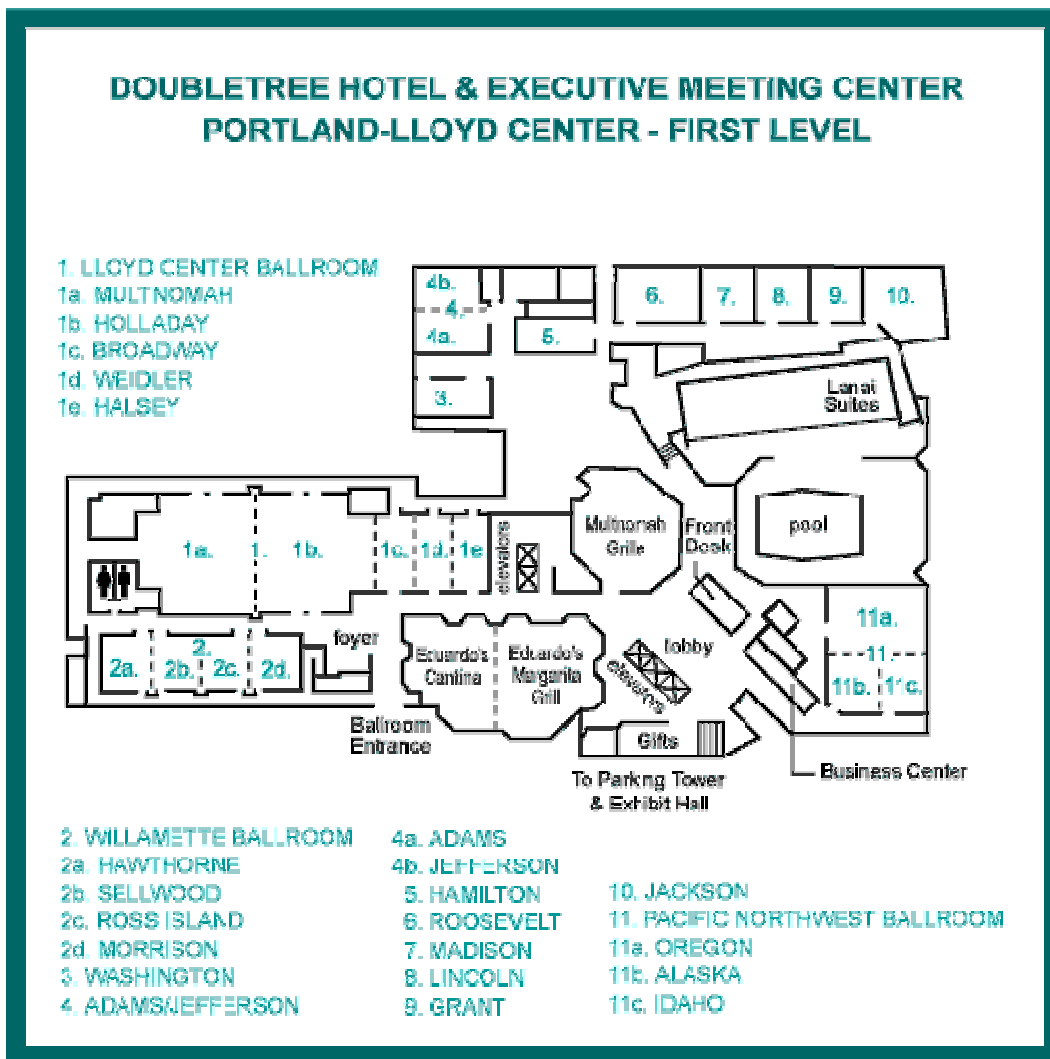 DOUBLETREE HOTEL & EXECUTIVE MEETING CENTER
PORTLAND-LLOYD CENTER - FIRST LEVEL
1. LLOYD CENTER BALLROOM
1a. MULTNOMAH
1b. HOLLADAY
1c. BROADWAY
1d. WEIDLER
1e. HALSEY
4b.
4.
4a.
5.
6.
7.
8.
9.
10.
3.
Lanai
Suites
1a.
1.
1b.
1c.
1d.
1e
elevators
Multnomah
Grille
Front
Desk
pool
2a.
2b.
2.
2c.
2d.
foyer
Eduardo's
Cantina
Eduardo's
Margarita
Grill
elevators
lobby
11a.
11.
11b.
11c.
Ballroom
Entrance
Gifts
To Parking Tower
& Exhibit Hall
Business Center
2. WILLAMETTE BALLROOM
2a. HAWTHORNE
2b. SELLWOOD
2c. ROSS ISLAND
2d. MORRISON
3. WASHINGTON
4. ADAMS/JEFFERSON
4a. ADAMS
4b. JEFFERSON
5. HAMILTON
6. ROOSEVELT
7. MADISON
8. LINCOLN
9. GRANT
10. JACKSON
11. PACIFIC NORTHWEST BALLROOM
11a. OREGON
11b. ALASKA
11c. IDAHO